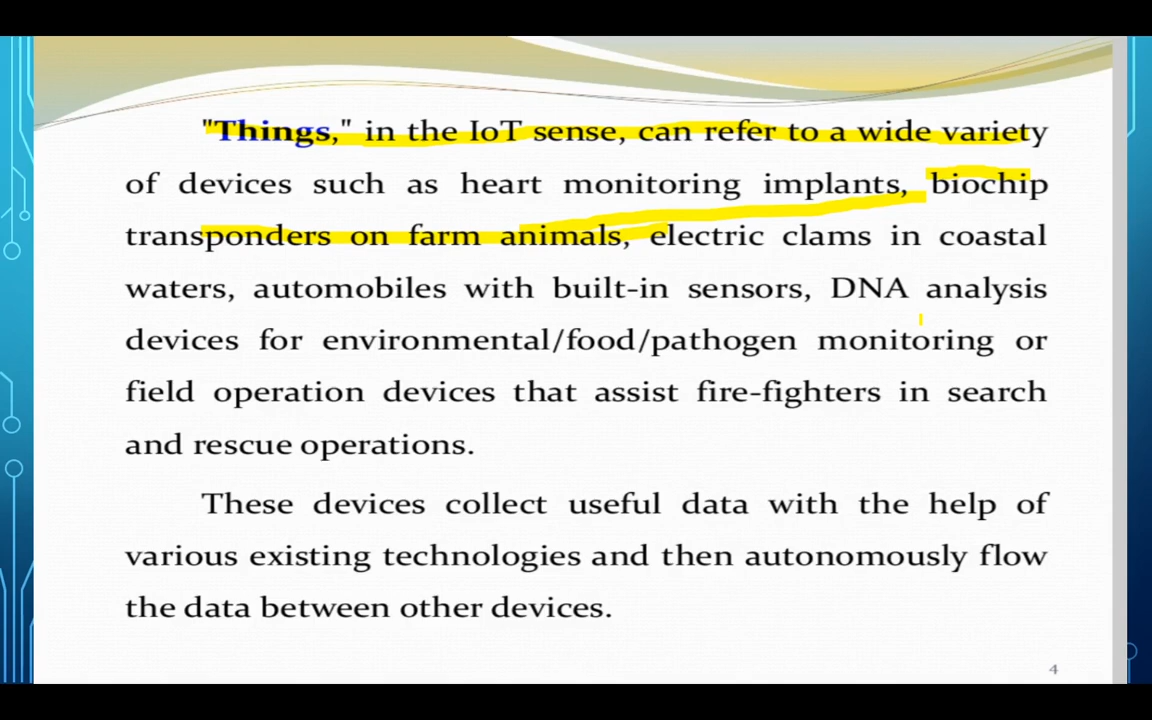 "Things," in the IoT sense, can refer to a wide variety
of devices such as heart monitoring implants, biochip
transponders on farm animals, electric clams in coastal
waters, automobiles with built-in sensors, DNA analysis
devices for environmental/food/pathogen monitoring or
field operation devices that assist fire-fighters in search
and rescue operations.
These devices collect useful data with the help of
various existing technologies and then autonomously flow
the data between other devices.
4